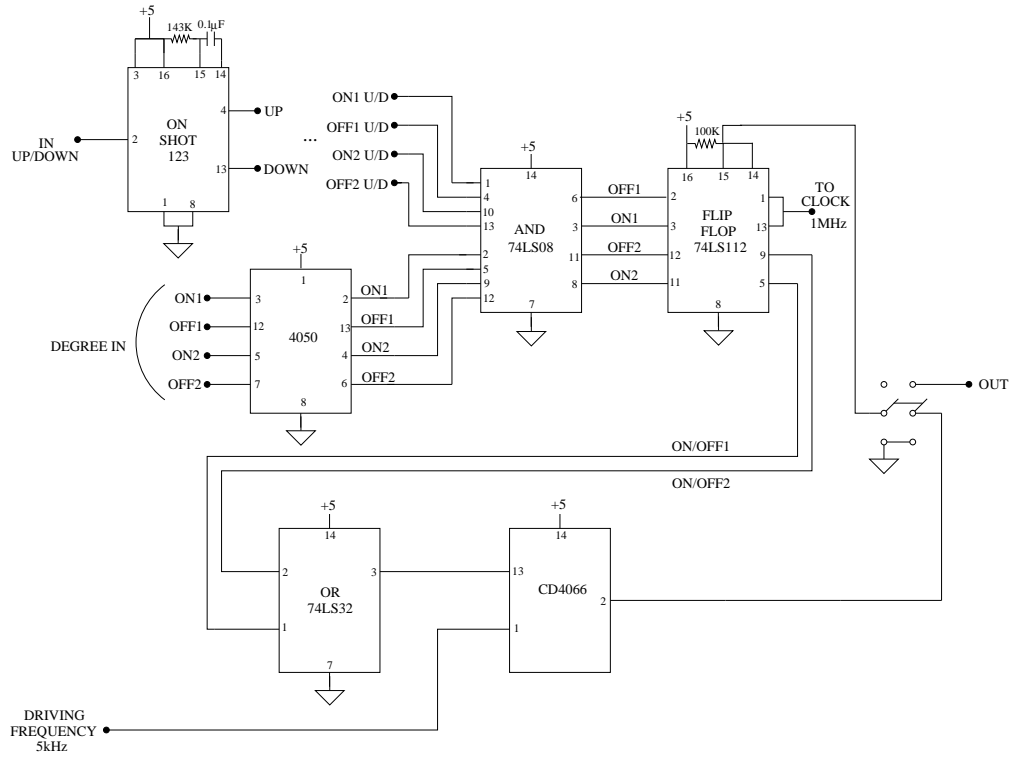 +5
143K
0.1µF
3
16
15
14
ON
SHOT
123
2
4
13
1
8
IN
UP/DOWN
UP
DOWN
...
ON1 U/D
OFF1 U/D
ON2 U/D
OFF2 U/D
+5
14
1
4
10
13
2
5
9
12
AND
74LS08
6
3
11
8
7
OFF1
ON1
OFF2
ON2
+5
100K
16
15
14
2
3
12
11
FLIP
FLOP
74LS112
1
13
9
5
8
TO
CLOCK
1MHz
DEGREE IN
ON1
OFF1
ON2
OFF2
+5
1
3
12
5
7
4050
2
13
4
6
8
ON1
OFF1
ON2
OFF2
OUT
ON/OFF1
ON/OFF2
+5
14
2
1
OR
74LS32
3
7
+5
14
13
1
CD4066
2
DRIVING
FREQUENCY
5kHz